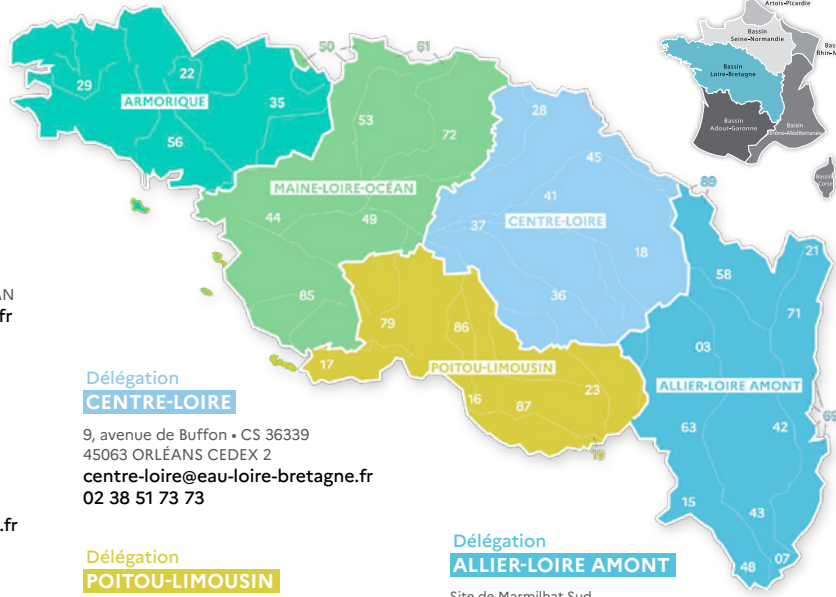 Artois-Picardie
Bassin
Seine-Normandie
Bassin
Loire-Bretagne
Bassin
Adour-Garonne
Bassin
50
61
29
22
ARMORIQUE
35
56
53
72
MAINE-LOIRE-OCÉAN
44
49
85
28
45
41
37
CENTRE-LOIRE
18
36
89
21
58
71
03
ALLIER-LOIRE AMONT
69
63
42
15
43
48
07
79
86
17
POITOU-LIMOUSIN
16
87
23
19
AN
fr
.fr
Délégation
CENTRE-LOIRE
9, avenue de Buffon • CS 36339
45063 ORLÉANS CEDEX 2
centre-loire@eau-loire-bretagne.fr
02 38 51 73 73
Délégation
POITOU-LIMOUSIN
Délégation
ALLIER-LOIRE AMONT
Site de Marmilhat Sud